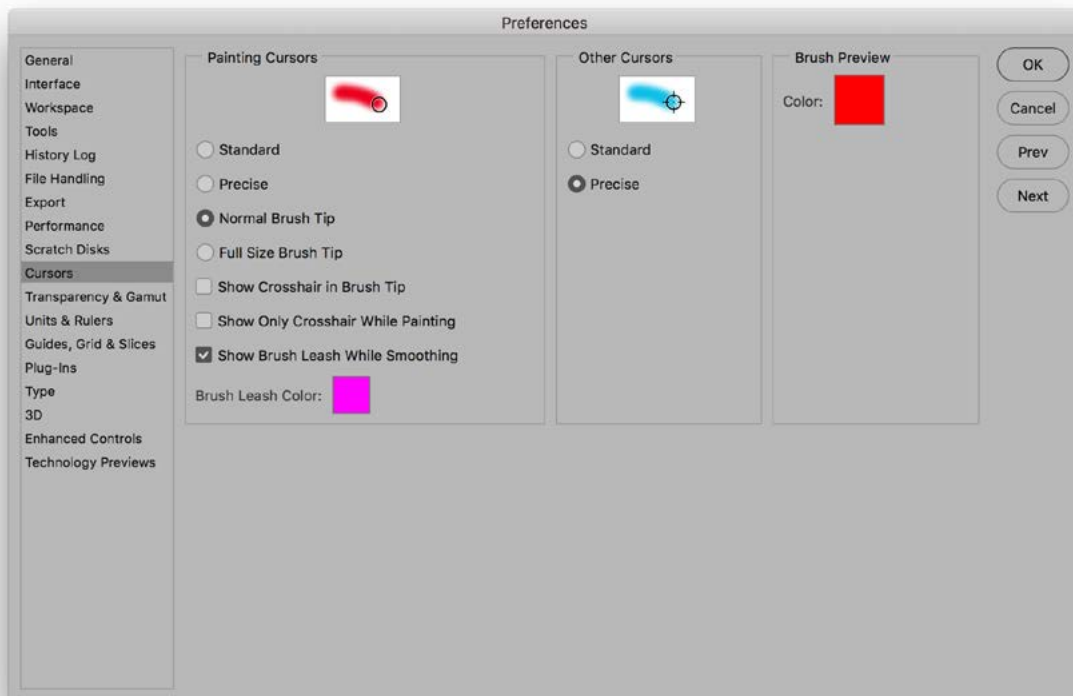 Preferences
General
Interface
Workspace
Tools
History Log
File Handling
Export
Performance
Scratch Disks
Cursors
Transparency & Gamut
Units & Rulers
Guides, Grid & Slices
Plug-Ins
Type
3D
Enhanced Controls
Technology Previews
Painting Cursors
Standard
Precise
Normal Brush Tip
Full Size Brush Tip
Show Crosshair in Brush Tip
Show Only Crosshair While Painting
Show Brush Leash While Smoothing
Brush Leash Color:
Other Cursors
Standard
Precise
Brush Preview
Color:
OK
Cancel
Prev
Next